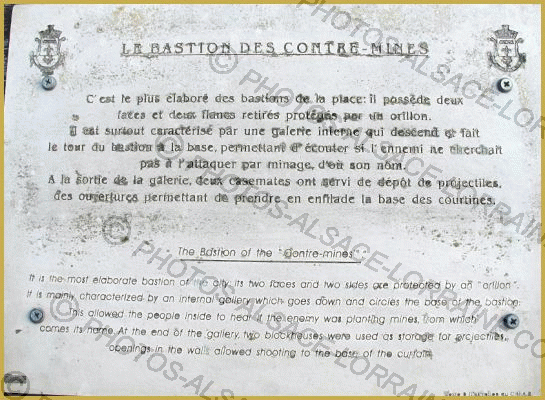 LE BASTION DES CONTRE-MINES
C'est le plus élaboré des bastions de la place: il possède deux
faces et deux flancs retirés protégés par un orillon.
Il est surtout caractérisé par une galerie interne qui descend et fait
le tour du bastion à la base, permettant d'écouter si l'ennemi ne cherchait
pas à l'attaquer par minage, d'où son nom.
A la sortie de la galerie, deux casemates ont servi de dépôt de projectiles,
des ouvertures permettant de prendre en enfilade la base des courtines.
The Bastion of the "Contre-mines"
It is the most elaborate bastion of the city, its two faces and two sides are protected by an "orillon".
It is mainly characterized by an internal gallery which goes down and circles the base of the bastion:
This allowed the people inside to hear if the enemy was planting mines, from which
comes its name. At the end of the gallery, two blockhouses were used as storage for projectiles,
openings in the walls allowed shooting to the base of the curtain.
© PHOTOS-ALSACE-LORRAINE.COM